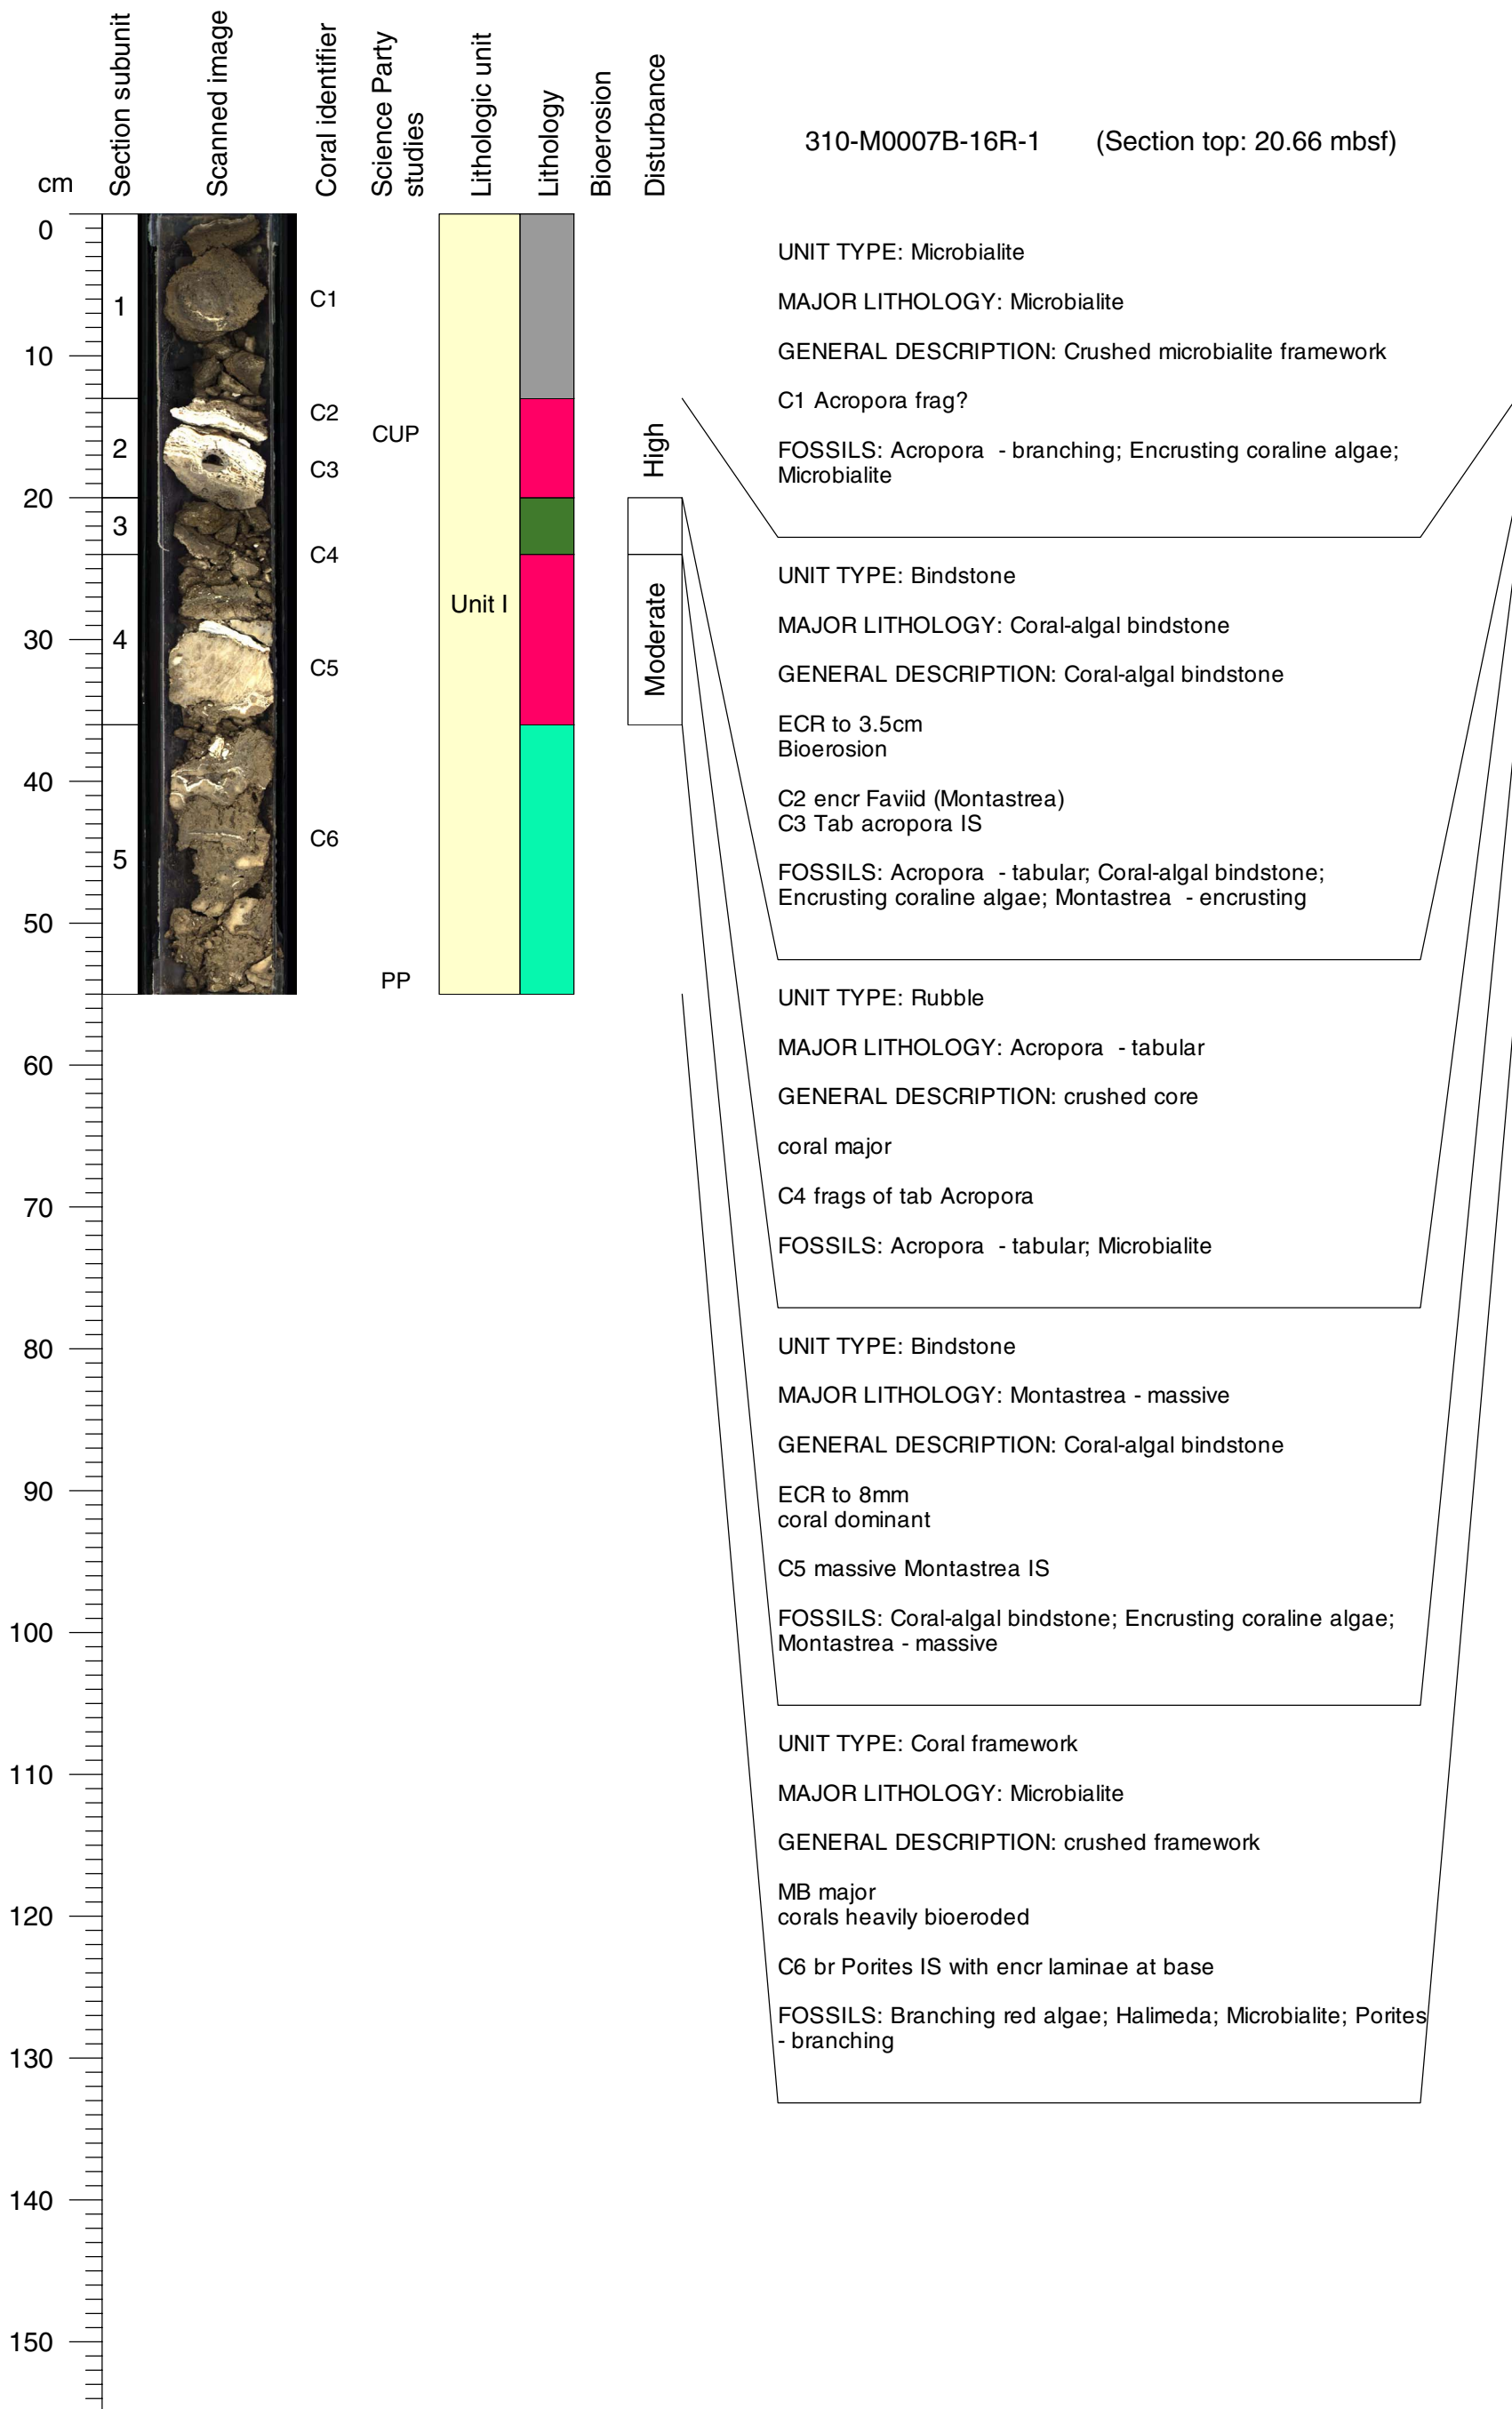 Section subunit
Scanned image
Coral identifier
Science Party
studies
Lithologic unit
Lithology
Bioerosion
Disturbance
310-M0007B-16R-1 (Section top: 20.66 mbsf)
cm
0
10
20
30
40
50
60
70
80
90
100
110
120
130
140
150
1
2
3
4
5
C1
C2
C3
C4
C5
C6
CUP
PP
Unit I
High
Moderate
UNIT TYPE: Microbialite
MAJOR LITHOLOGY: Microbialite
GENERAL DESCRIPTION: Crushed microbialite framework
C1 Acropora frag?
FOSSILS: Acropora - branching; Encrusting coraline algae;
Microbialite
UNIT TYPE: Bindstone
MAJOR LITHOLOGY: Coral-algal bindstone
GENERAL DESCRIPTION: Coral-algal bindstone
ECR to 3.5cm
Bioerosion
C2 encr Faviid (Montastrea)
C3 Tab acropora IS
FOSSILS: Acropora - tabular; Coral-algal bindstone;
Encrusting coraline algae; Montastrea - encrusting
UNIT TYPE: Rubble
MAJOR LITHOLOGY: Acropora - tabular
GENERAL DESCRIPTION: crushed core
coral major
C4 frags of tab Acropora
FOSSILS: Acropora - tabular; Microbialite
UNIT TYPE: Bindstone
MAJOR LITHOLOGY: Montastrea - massive
GENERAL DESCRIPTION: Coral-algal bindstone
ECR to 8mm
coral dominant
C5 massive Montastrea IS
FOSSILS: Coral-algal bindstone; Encrusting coraline algae;
Montastrea - massive
UNIT TYPE: Coral framework
MAJOR LITHOLOGY: Microbialite
GENERAL DESCRIPTION: crushed framework
MB major
corals heavily bioeroded
C6 br Porites IS with encr laminae at base
FOSSILS: Branching red algae; Halimeda; Microbialite; Porites
- branching